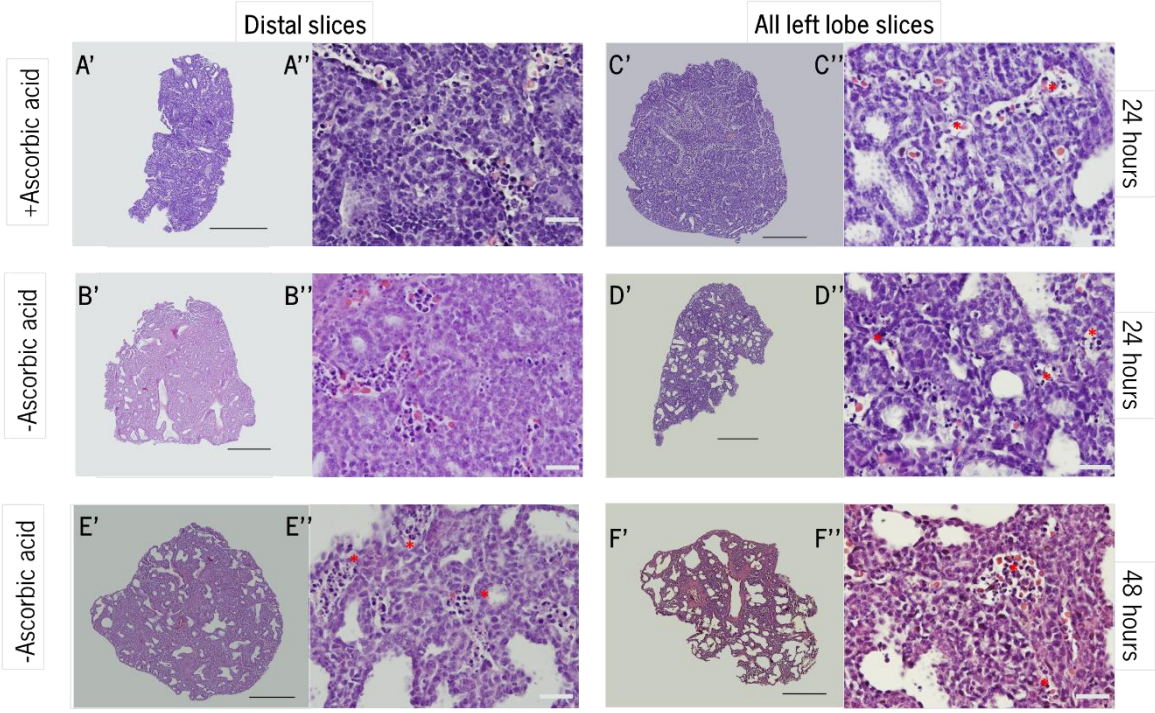 Distal slices
All left lobe slices
+Ascorbic acid
A'
A''
C'
C''
24 hours
-Ascorbic acid
B'
B''
D'
D''
24 hours
-Ascorbic acid
E'
E''
F'
F''
48 hours